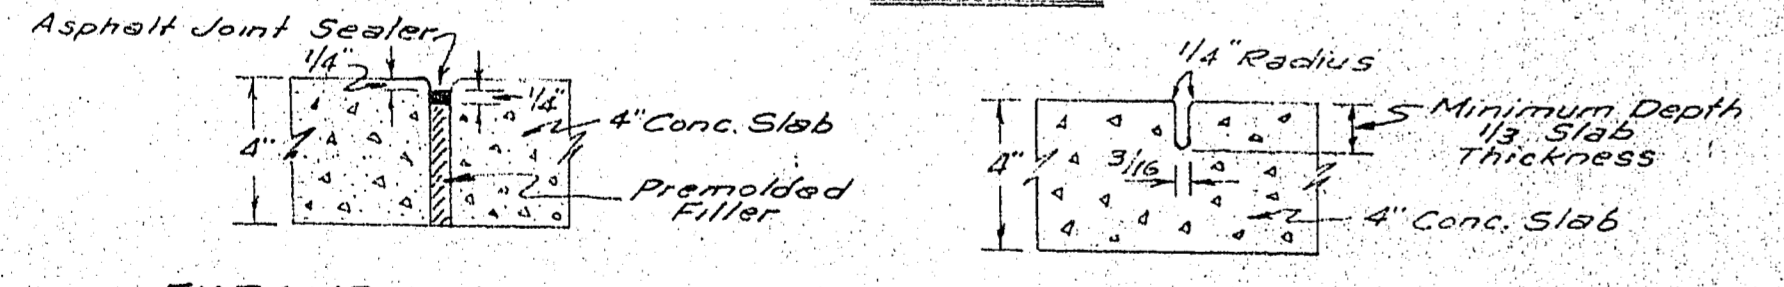 Asphalt Joint Sealer
1/4"
1/4"
4"
4" Conc. Slab
Premolded
Filler
1/4" Radius
Minimum Depth
1/3 Slab
Thickness
4"
3/16
4" Conc. Slab